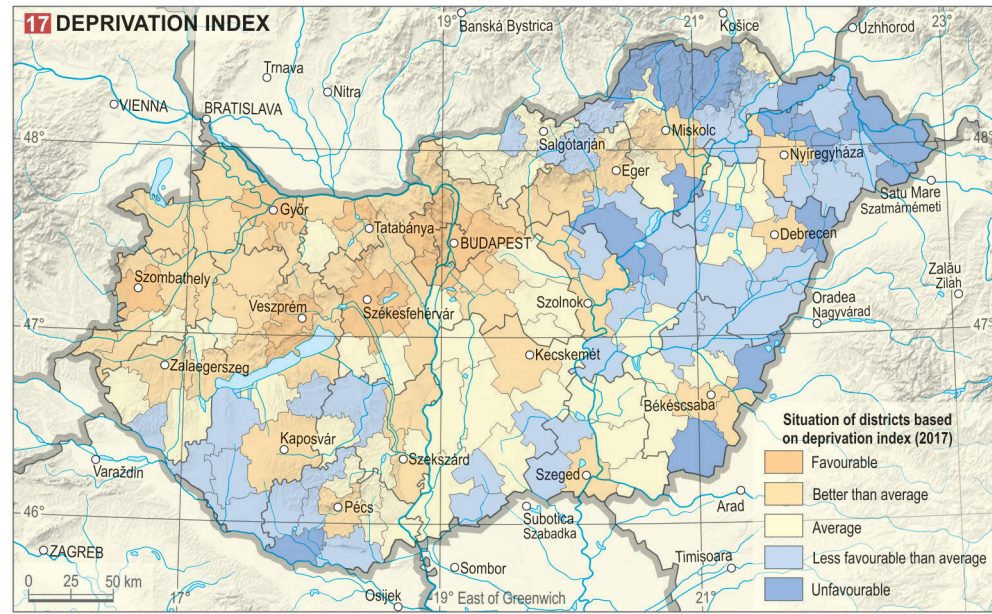 17 DEPRIVATION INDEX
19°
21°
23°
Banská Bystrica
Košice
Uzhhorod
Trnava
Nitra
VIENNA
BRATISLAVA
48°
48°
Salgótarján
Miskolc
Eger
Nyíregyháza
Satu Mare
Szatmárnémeti
Győr
Tatabánya
BUDAPEST
Debrecen
Szombathely
Veszprém
Székesfehérvár
Szolnok
Zalău
Zilah
Oradea
Nagyvárad
47°
47°
Zalaegerszeg
Kecskemét
Békéscsaba
Kaposvár
Szekszárd
Szeged
Varaždin
Pécs
46°
Subotica
Szabadka
Arad
ZAGREB
Sombor
Timișoara
0 25 50 km
17°
Osijek
19° East of Greenwich
21°
Situation of districts based
on deprivation index (2017)
Favourable
Better than average
Average
Less favourable than average
Unfavourable